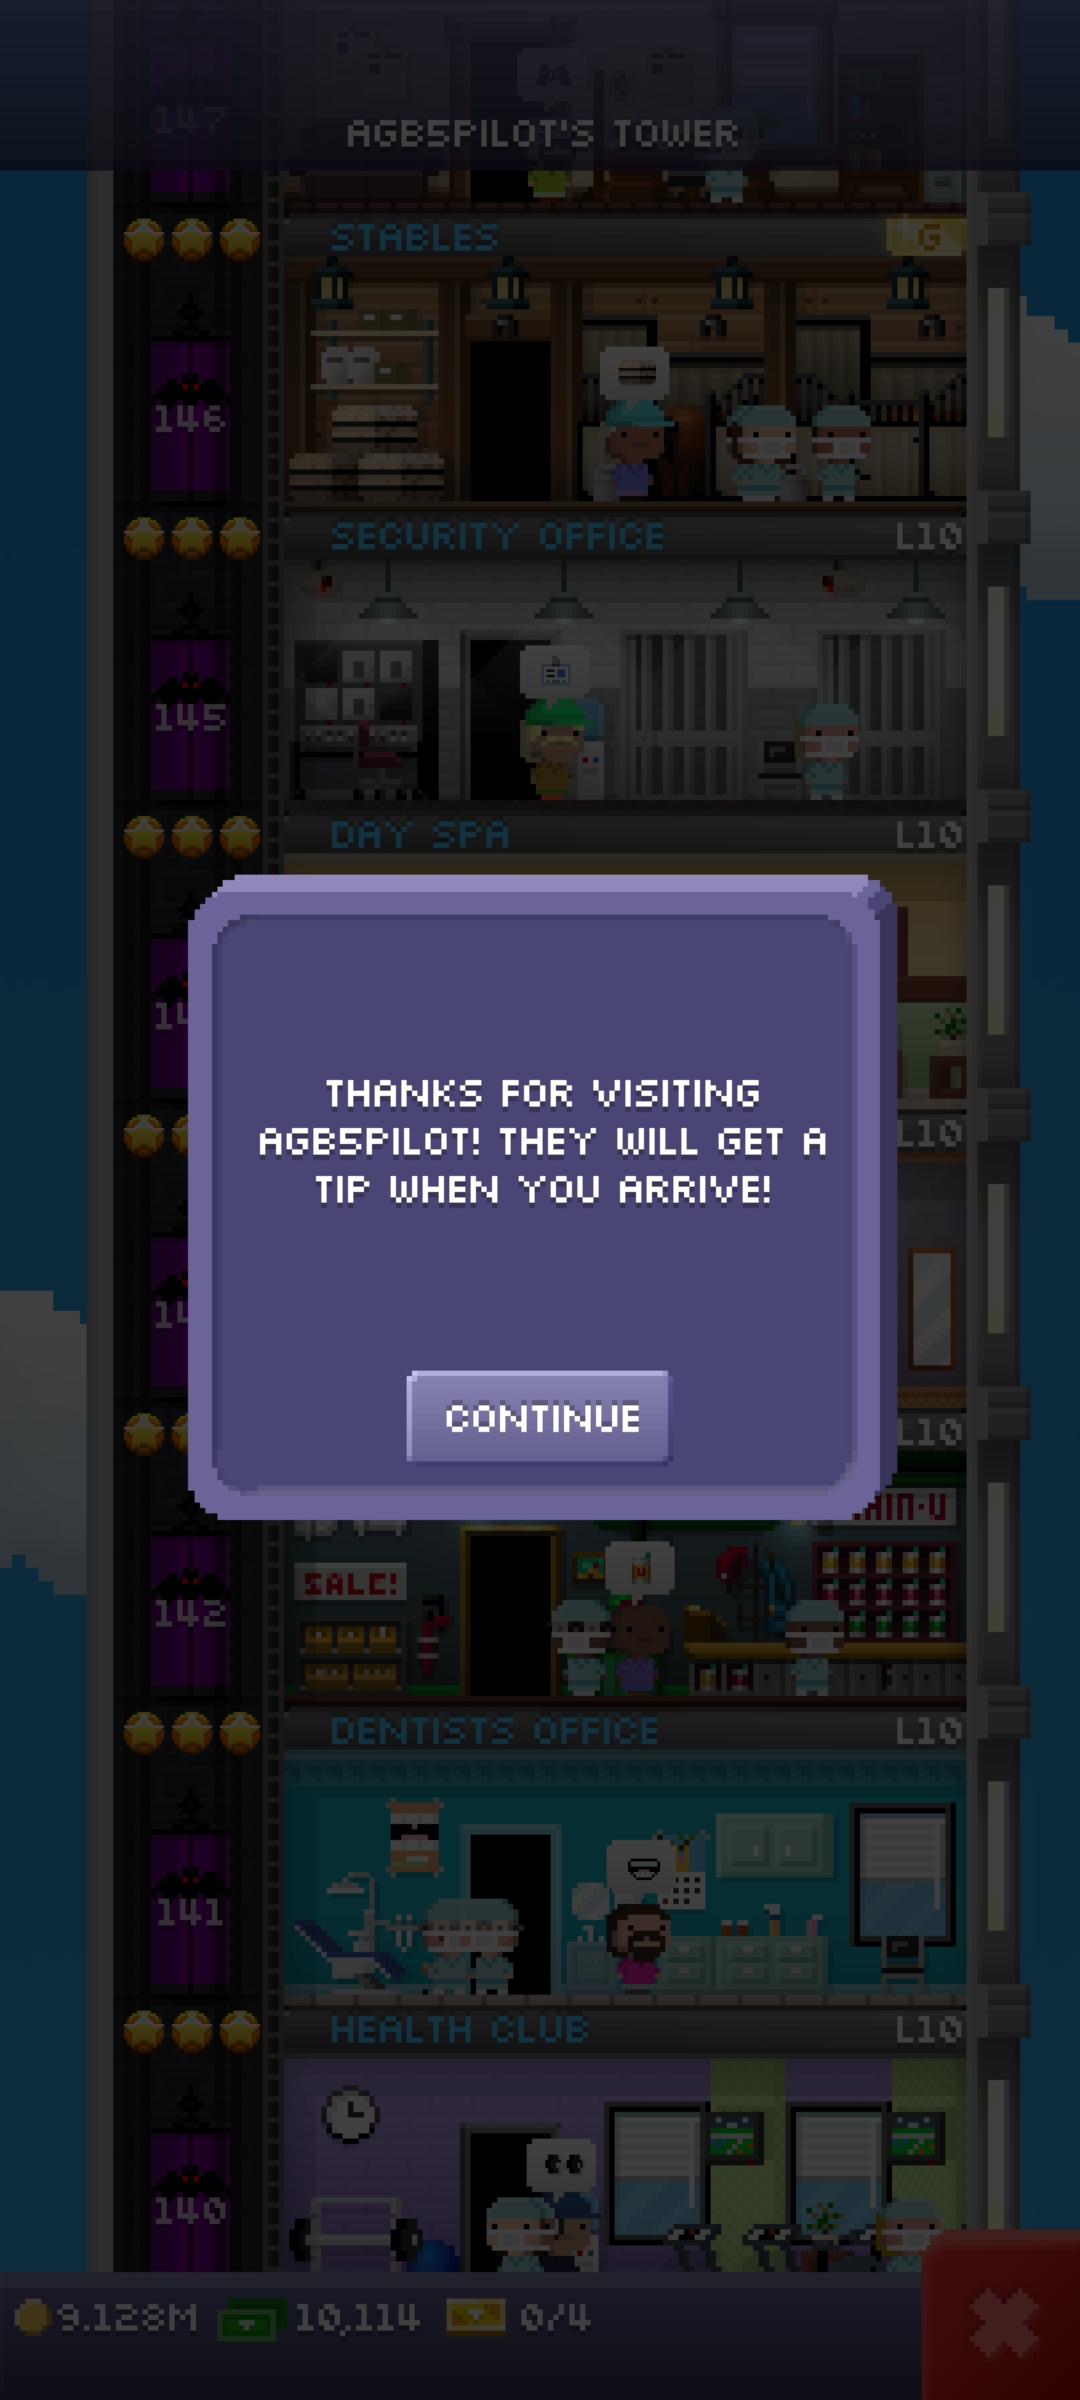 147
AGB5PILOT'S TOWER
STABLES
G
146
SECURITY OFFICE L10
145
DAY SPA L10
THANKS FOR VISITING
AGB5PILOT! THEY WILL GET A
TIP WHEN YOU ARRIVE!
L10
CONTINUE
L10
SALE!
142
DENTISTS OFFICE L10
141
HEALTH CLUB L10
140
9.128M 10,114 0/4